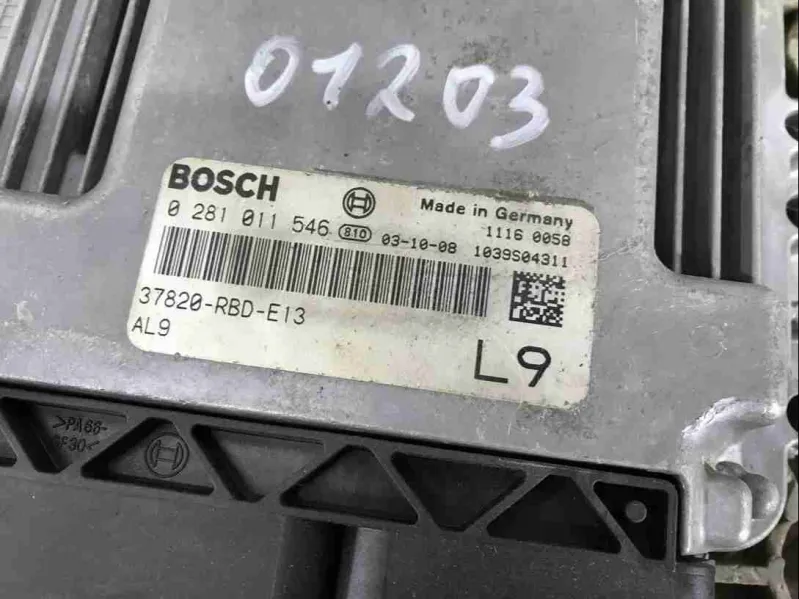 01203
BOSCH
Made in Germany
0 281 011 546 810 03-10-08 1116 0058
1039S04311
37820-RBD-E13
AL9
L9
>PA66-
GF30<